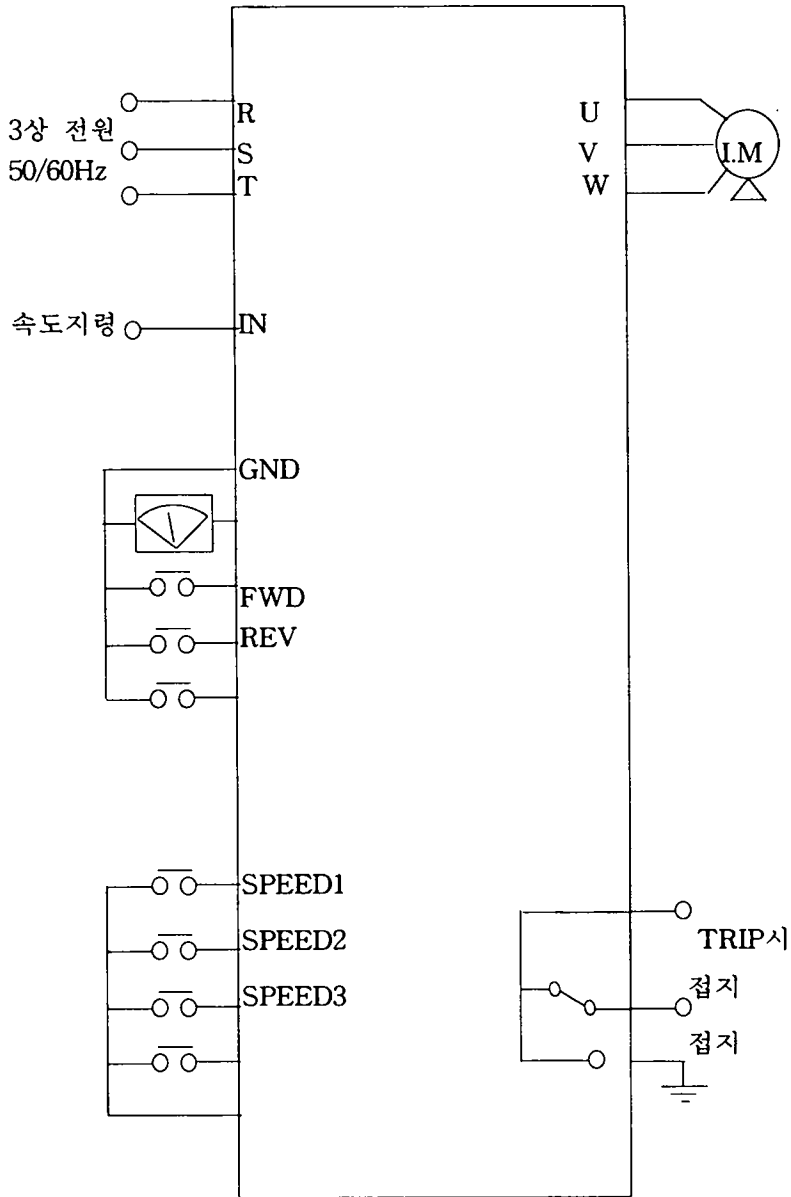 3상 전원
50/60Hz
R
S
T
U
V
W
I.M
속도지령
IN
GND
FWD
REV
SPEED1
SPEED2
SPEED3
TRIP시
접지
접지